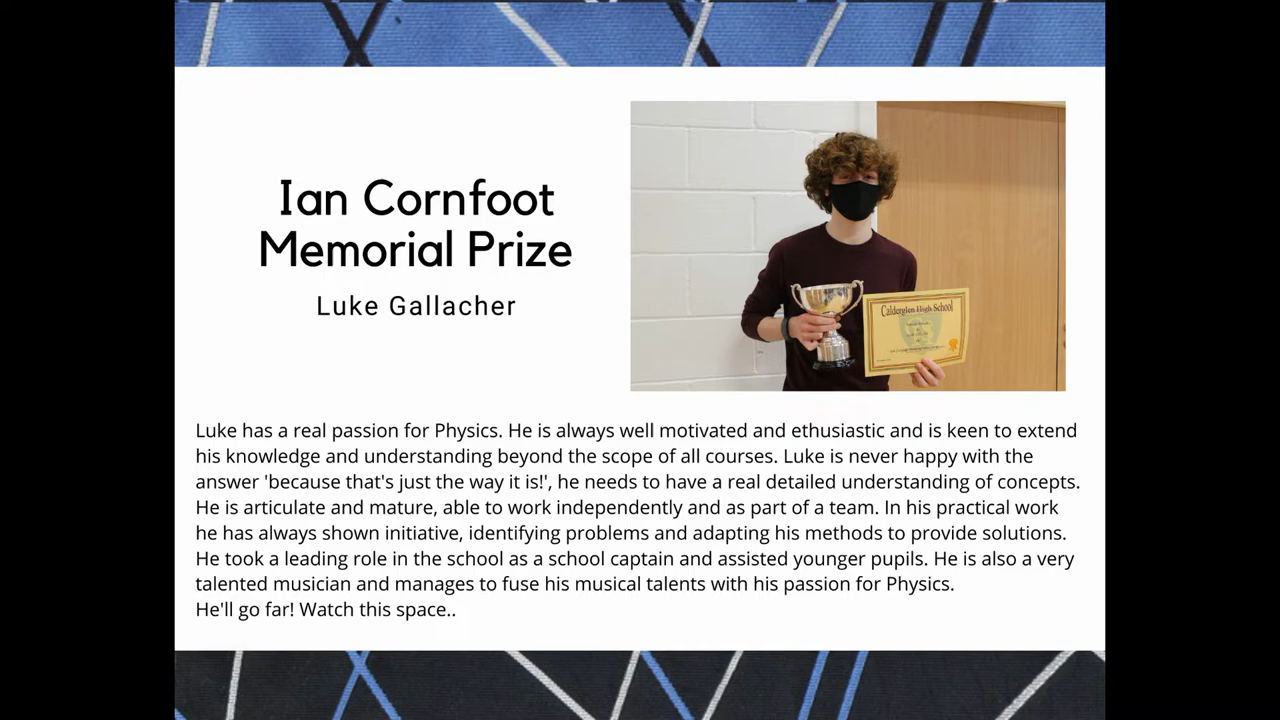 Ian Cornfoot
Memorial Prize
Luke Gallacher
Calderglen High School
Luke has a real passion for Physics. He is always well motivated and ethusiastic and is keen to extend
his knowledge and understanding beyond the scope of all courses. Luke is never happy with the
answer 'because that's just the way it is!', he needs to have a real detailed understanding of concepts.
He is articulate and mature, able to work independently and as part of a team. In his practical work
he has always shown initiative, identifying problems and adapting his methods to provide solutions.
He took a leading role in the school as a school captain and assisted younger pupils. He is also a very
talented musician and manages to fuse his musical talents with his passion for Physics.
He'll go far! Watch this space..